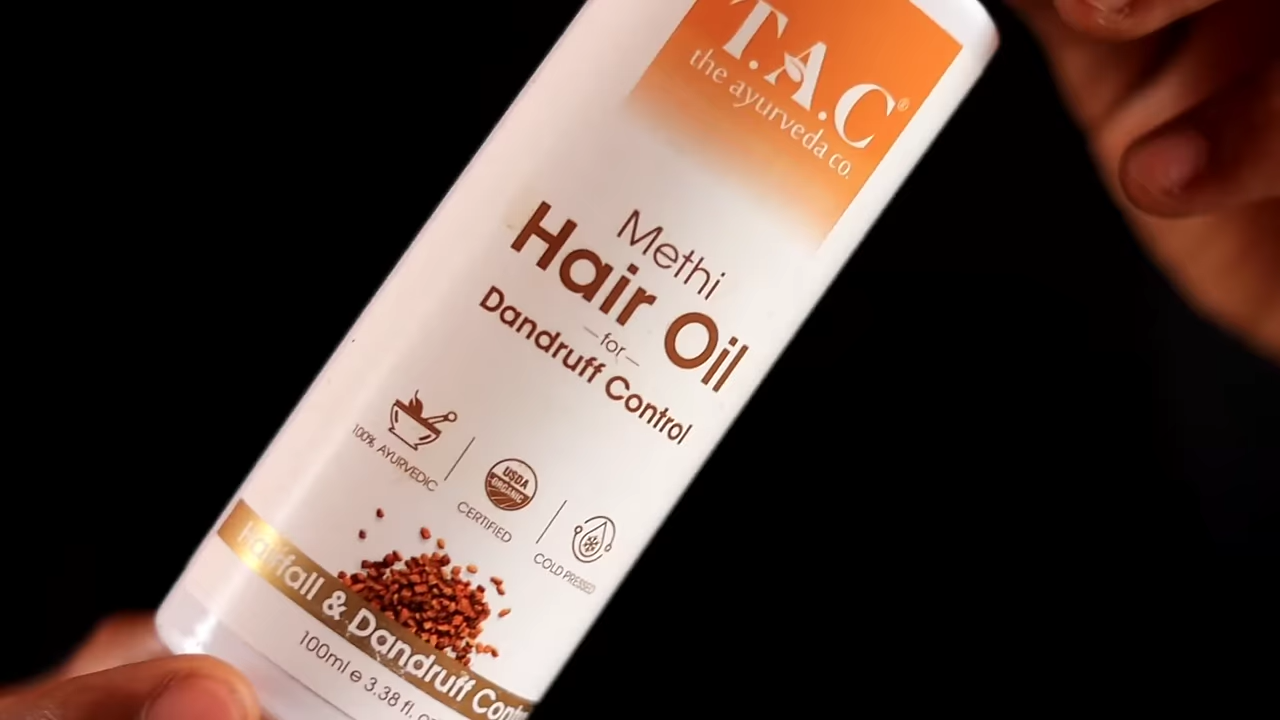 T.A.C®
the ayurveda co.
Methi
Hair Oil
—for—
Dandruff Control
100% AYURVEDIC
USDA
ORGANIC
CERTIFIED
COLD PRESSED
Hairfall & Dandruff
100ml e 3.38 fl.